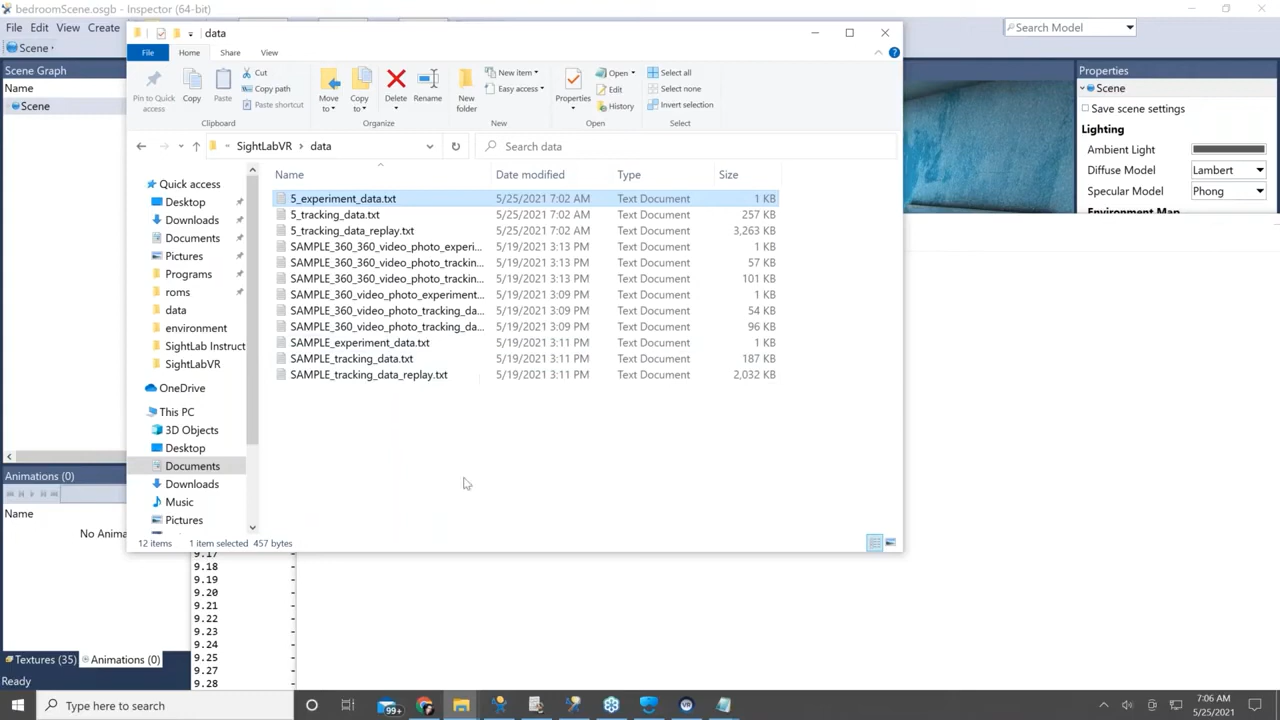 bedroomScene.osgb - Inspector (64-bit)
File Edit View Create
Scene
Search Model
Scene Graph
Name
Scene
data
File Home Share View
Pin to Quick access
Copy
Paste
Cut
Copy path
Paste shortcut
Clipboard
Move to
Copy to
Delete
Rename
Organize
New folder
New item
Easy access
New
Properties
Open
Edit
History
Open
Select all
Select none
Invert selection
Select
SightLabVR > data
Search data
Name Date modified Type Size
5_experiment_data.txt 5/25/2021 7:02 AM Text Document 1 KB
5_tracking_data.txt 5/25/2021 7:02 AM Text Document 257 KB
5_tracking_data_replay.txt 5/25/2021 7:02 AM Text Document 3,263 KB
SAMPLE_360_360_video_photo_experi... 5/19/2021 3:13 PM Text Document 1 KB
SAMPLE_360_360_video_photo_trackin... 5/19/2021 3:13 PM Text Document 57 KB
SAMPLE_360_360_video_photo_trackin... 5/19/2021 3:13 PM Text Document 101 KB
SAMPLE_360_video_photo_experiment... 5/19/2021 3:09 PM Text Document 1 KB
SAMPLE_360_video_photo_tracking_da... 5/19/2021 3:09 PM Text Document 54 KB
SAMPLE_360_video_photo_tracking_da... 5/19/2021 3:09 PM Text Document 96 KB
SAMPLE_experiment_data.txt 5/19/2021 3:11 PM Text Document 1 KB
SAMPLE_tracking_data.txt 5/19/2021 3:11 PM Text Document 187 KB
SAMPLE_tracking_data_replay.txt 5/19/2021 3:11 PM Text Document 2,032 KB
Quick access
Desktop
Downloads
Documents
Pictures
Programs
roms
data
environment
SightLab Instruct
SightLabVR
OneDrive
This PC
3D Objects
Desktop
Documents
Downloads
Music
Pictures
12 items 1 item selected 457 bytes
Properties
Scene
Save scene settings
Lighting
Ambient Light
Diffuse Model Lambert
Specular Model Phong
Environment Map
Animations (0)
Name
No Anima
9.17 -
9.18 -
9.19 -
9.20 -
9.21 -
9.22 -
9.23 -
9.24 -
9.25 -
9.27 -
9.28 -
Textures (35) Animations (0)
Ready
Type here to search
99+
VR
7:06 AM
5/25/2021